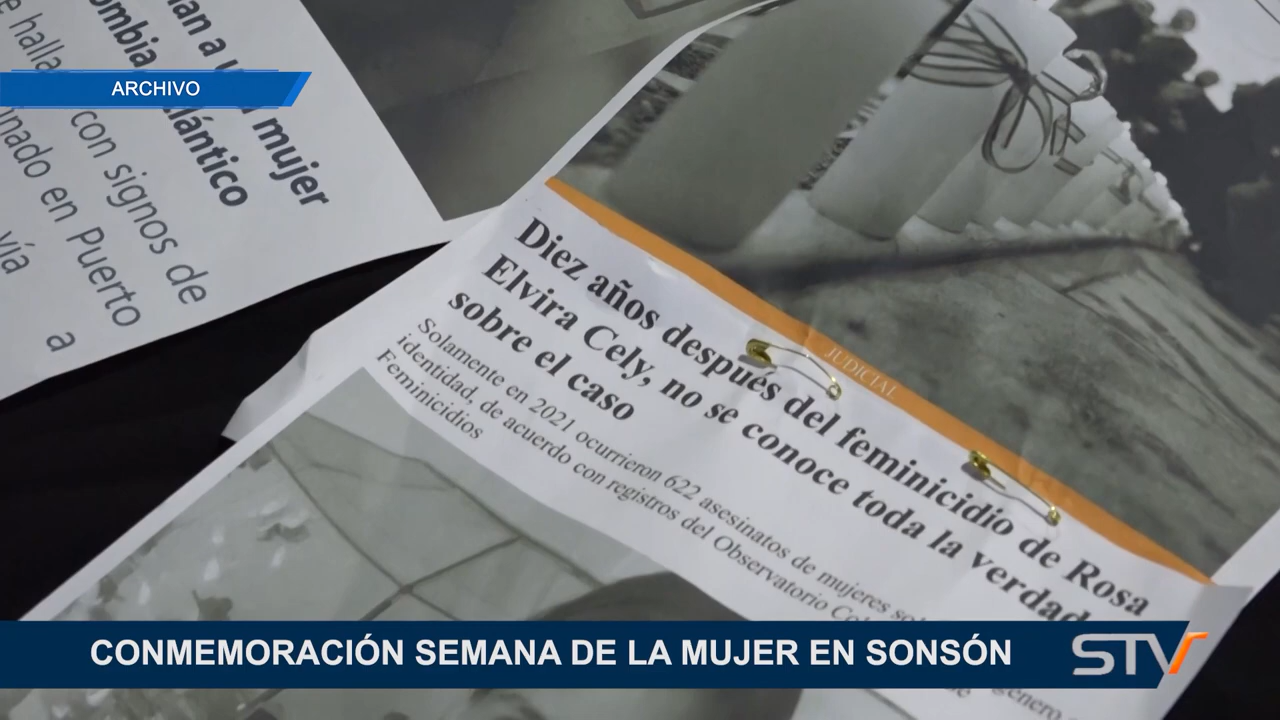 ARCHIVO
mujer
lántico
halla con signos de
inado en Puerto
vía
a
JUDICIAL
Diez años después del feminicidio de Rosa
Elvira Cely, no se conoce toda la verdad
sobre el caso
Solamente en 2021 ocurrieron 622 asesinatos de mujeres
identidad, de acuerdo con registros del Observatorio
Feminicidios
CONMEMORACIÓN SEMANA DE LA MUJER EN SONSÓN
STV